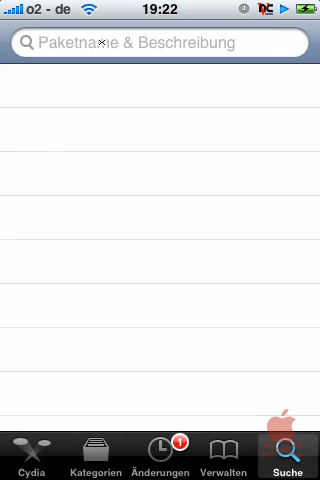 o2 - de 19:22
Paketname & Beschreibung
1
Cydia Kategorien Änderungen Verwalten Suche